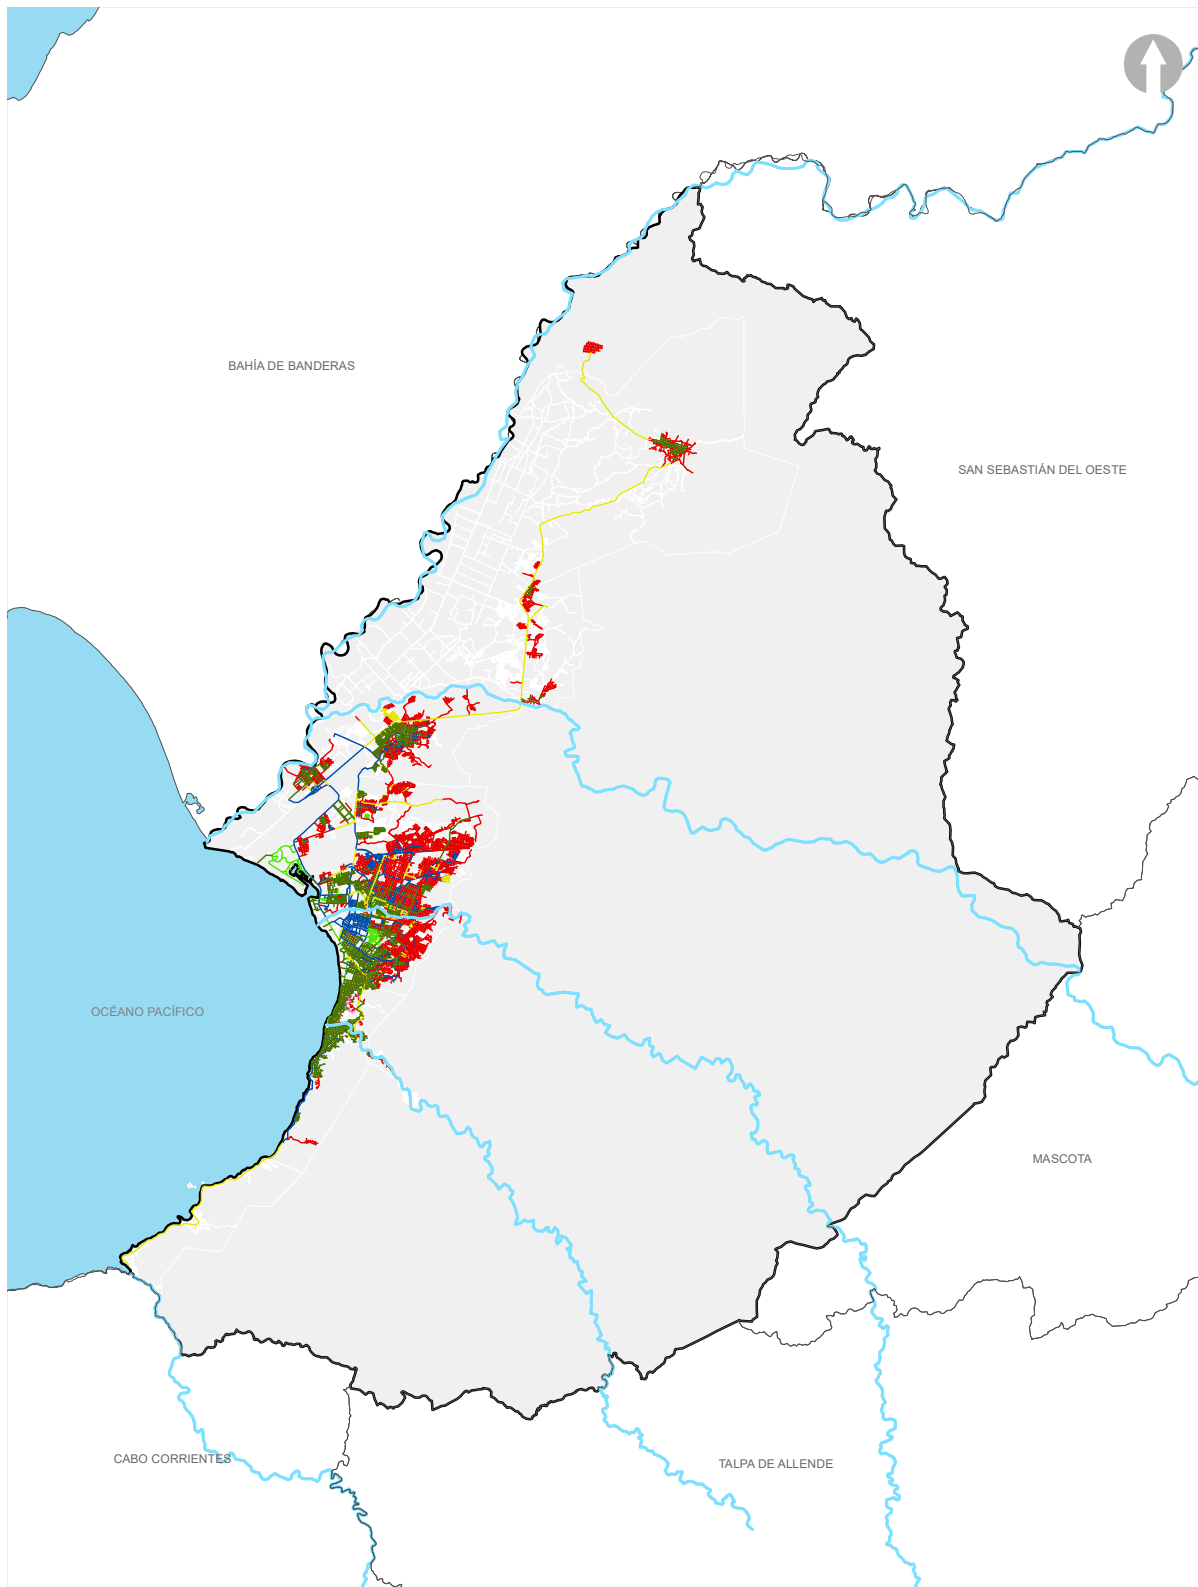 BAHÍA DE BANDERAS
SAN SEBASTIÁN DEL OESTE
OCÉANO PACÍFICO
MASCOTA
CABO CORRIENTES
TALPA DE ALLENDE